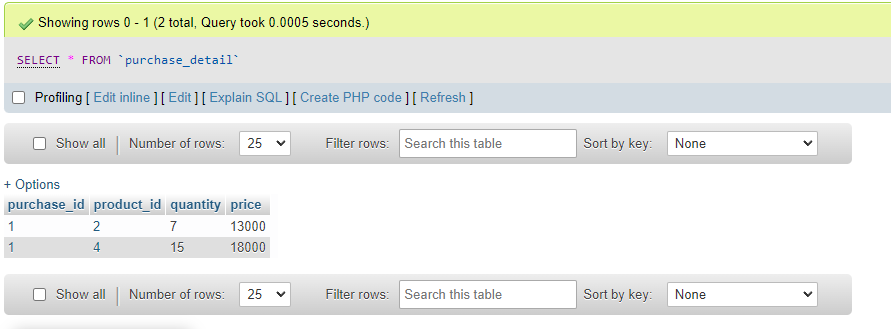 Showing rows 0 - 1 (2 total, Query took 0.0005 seconds.)
SELECT * FROM `purchase_detail`
Profiling [ Edit inline ] [ Edit ] [ Explain SQL ] [ Create PHP code ] [ Refresh ]
Show all Number of rows: 25 Filter rows: Search this table Sort by key: None
+ Options
purchase_id product_id quantity price
1 2 7 13000
1 4 15 18000
Show all Number of rows: 25 Filter rows: Search this table Sort by key: None